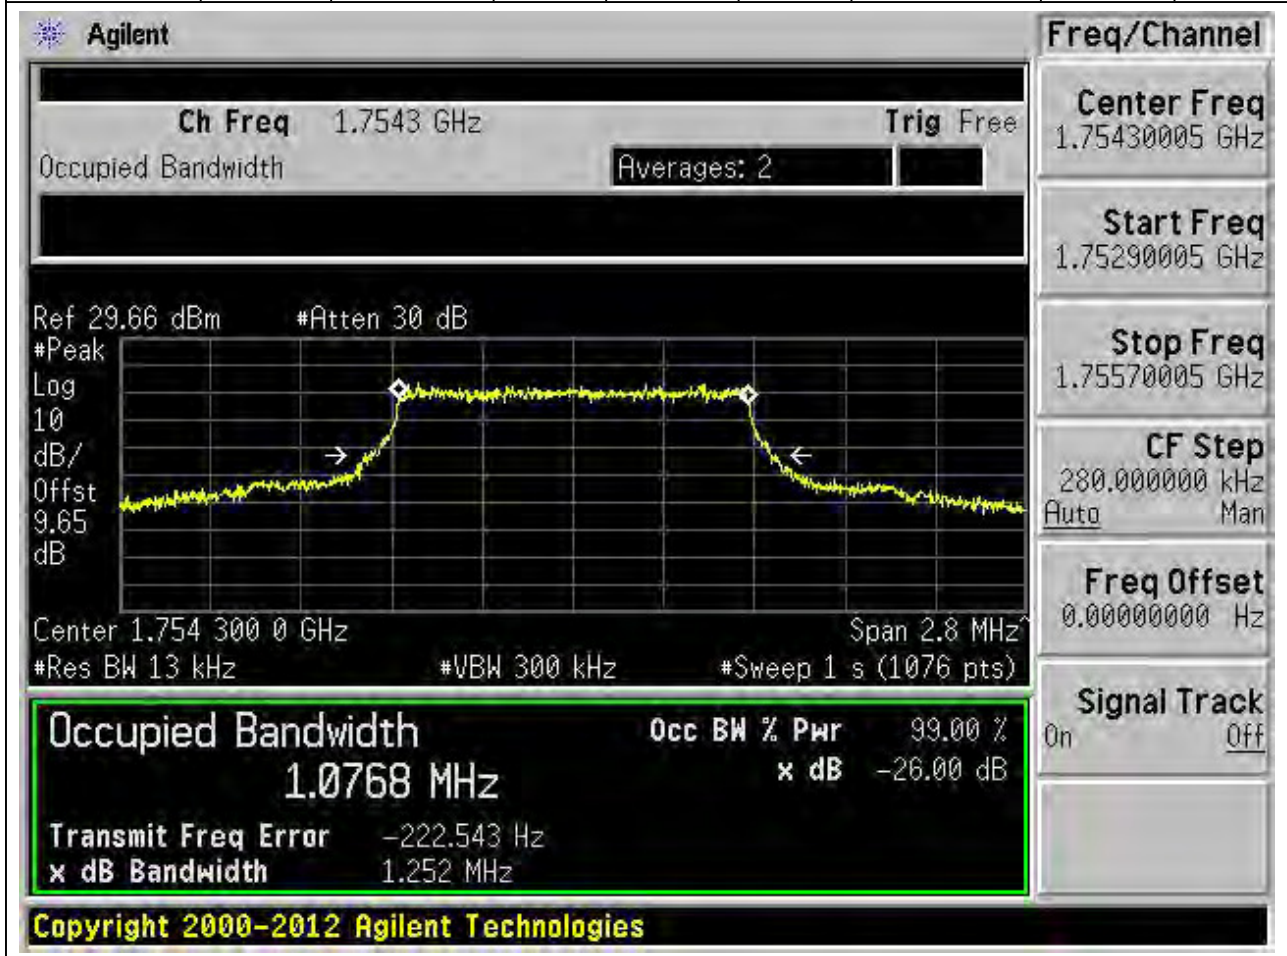 Agilent
Freq/Channel
Ch Freq 1.7543 GHz Trig Free
Occupied Bandwidth Averages: 2
Center Freq
1.75430005 GHz
Start Freq
1.75290005 GHz
Stop Freq
1.75570005 GHz
CF Step
280.000000 kHz
Auto Man
Freq Offset
0.00000000 Hz
Signal Track
On Off
Ref 29.66 dBm #Atten 30 dB
#Peak
Log
10
dB/
Offst
9.65
dB
Center 1.754 300 0 GHz Span 2.8 MHz^
#Res BW 13 kHz #VBW 300 kHz #Sweep 1 s (1076 pts)
Occupied Bandwidth Occ BW % Pwr 99.00 %
1.0768 MHz x dB -26.00 dB
Transmit Freq Error -222.543 Hz
x dB Bandwidth 1.252 MHz
Copyright 2000-2012 Agilent Technologies